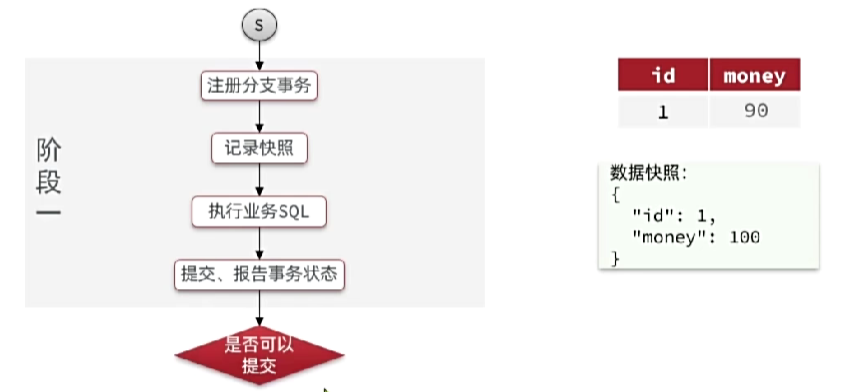 S
阶
段
一
注册分支事务
记录快照
执行业务SQL
提交、报告事务状态
是否可以
提交
id money
1 90
数据快照:
{
"id": 1,
"money": 100
}